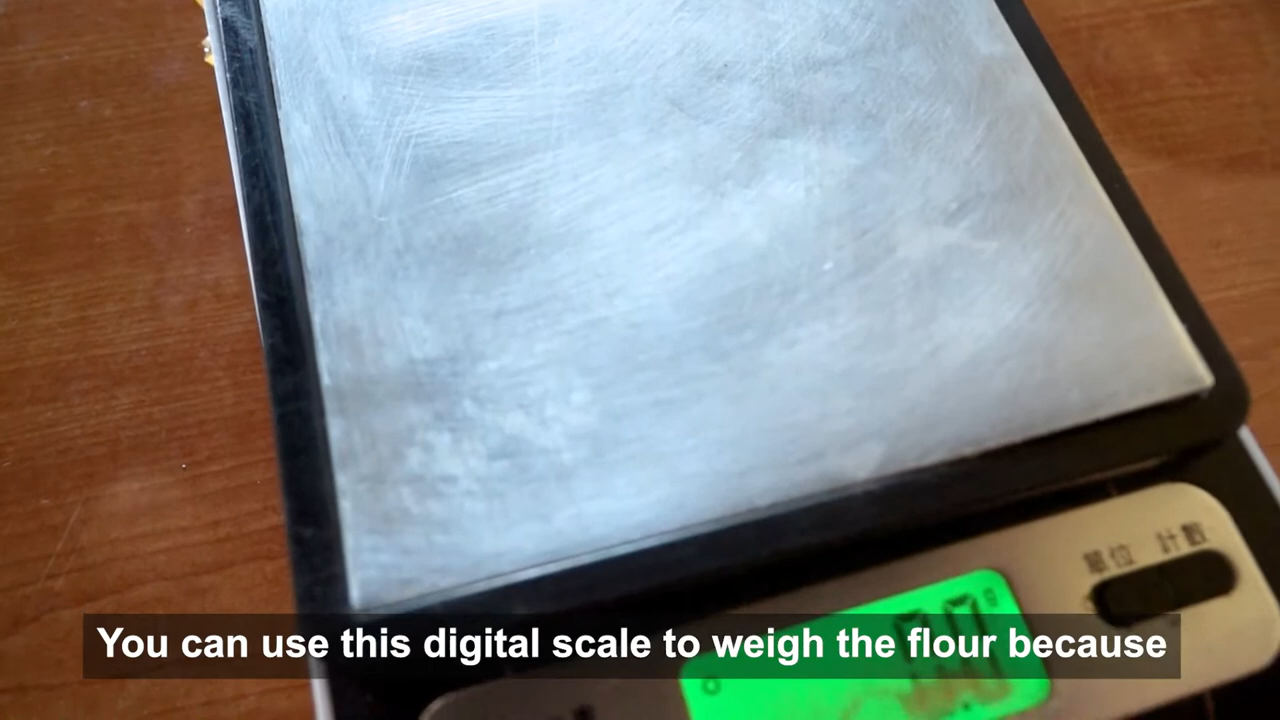 單位 計數
You can use this digital scale to weigh the flour because